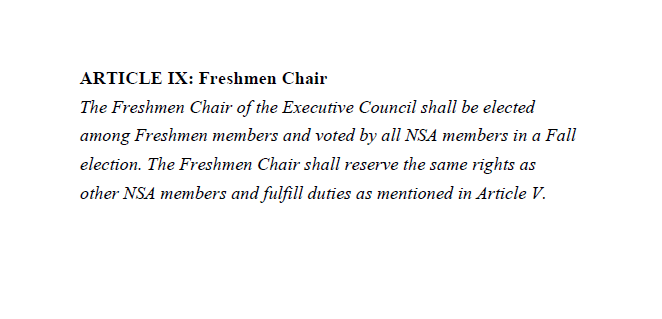 ARTICLE IX: Freshmen Chair
The Freshmen Chair of the Executive Council shall be elected
among Freshmen members and voted by all NSA members in a Fall
election. The Freshmen Chair shall reserve the same rights as
other NSA members and fulfill duties as mentioned in Article V.